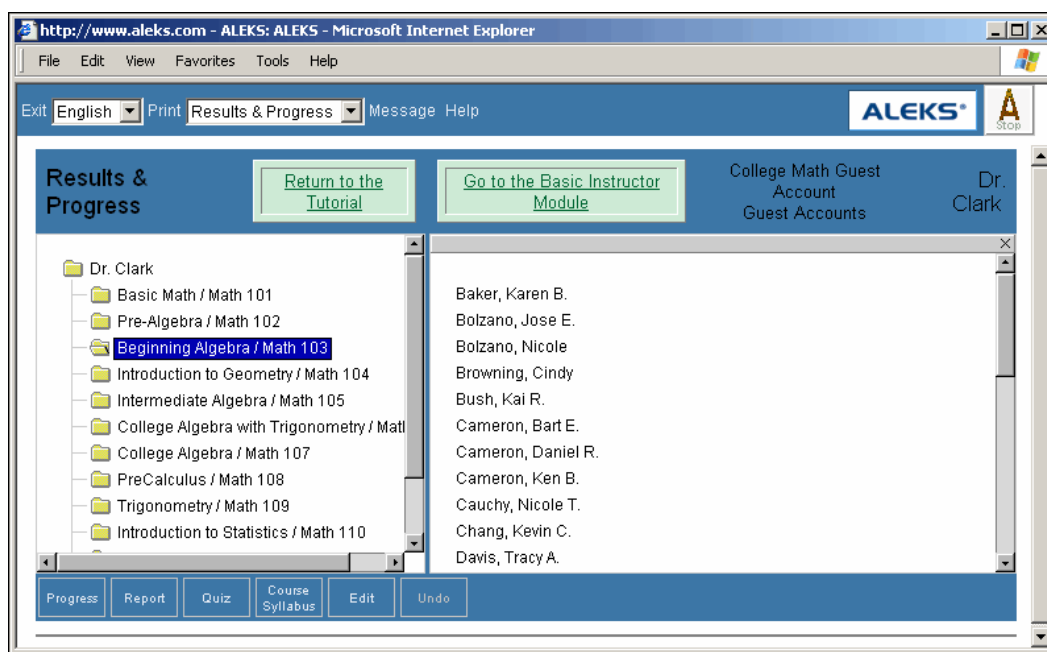 http://www.aleks.com - ALEKS: ALEKS - Microsoft Internet Explorer
File Edit View Favorites Tools Help
Exit English Print Results & Progress Message Help
ALEKS
Stop
Results &
Progress
Return to the
Tutorial
Go to the Basic Instructor
Module
College Math Guest
Account
Guest Accounts
Dr.
Clark
Dr. Clark
Basic Math / Math 101
Pre-Algebra / Math 102
Beginning Algebra / Math 103
Introduction to Geometry / Math 104
Intermediate Algebra / Math 105
College Algebra with Trigonometry / Mat
College Algebra / Math 107
PreCalculus / Math 108
Trigonometry / Math 109
Introduction to Statistics / Math 110
Baker, Karen B.
Bolzano, Jose E.
Bolzano, Nicole
Browning, Cindy
Bush, Kai R.
Cameron, Bart E.
Cameron, Daniel R.
Cameron, Ken B.
Cauchy, Nicole T.
Chang, Kevin C.
Davis, Tracy A.
Progress Report Quiz Course Syllabus Edit Undo